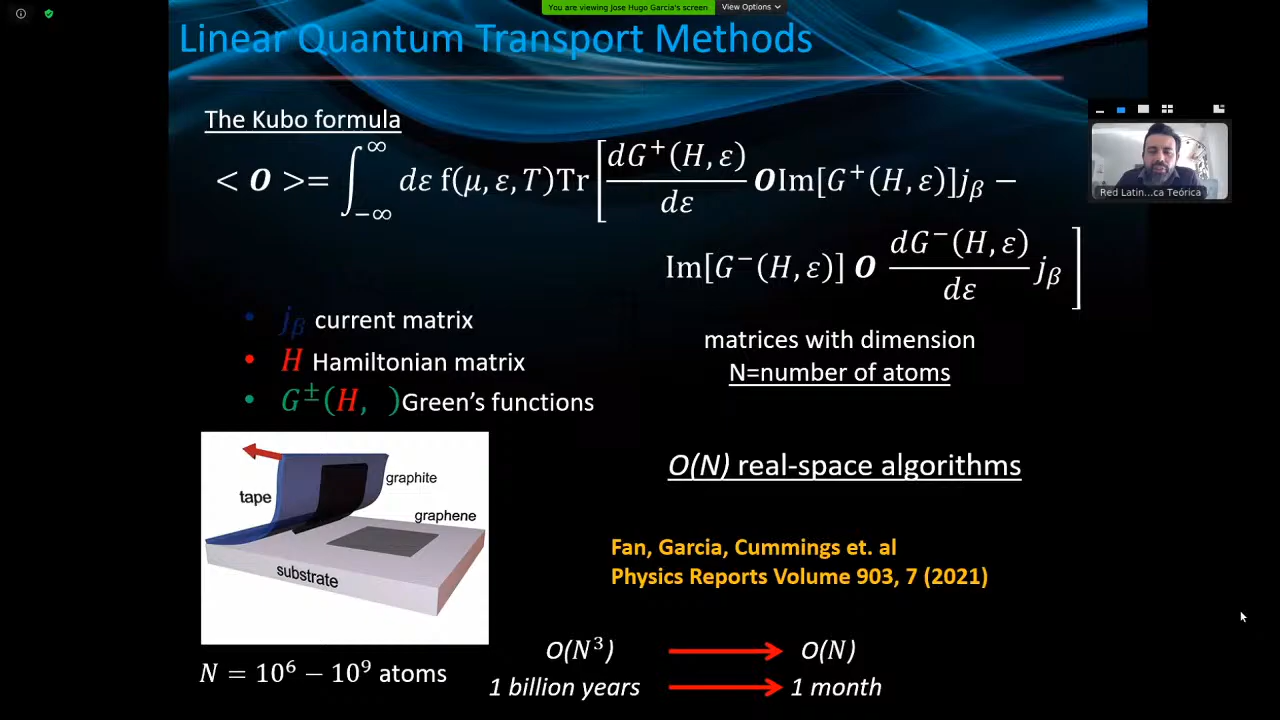 You are viewing Jose Hugo Garcia's screen
View Options
Linear Quantum Transport Methods
The Kubo formula
< O >= ∫_{-∞}^{∞} dε f(μ, ε, T)Tr[ dG⁺(H, ε)/dε O Im[G⁺(H, ε)]j_β −
Im[G⁻(H, ε)] O dG⁻(H, ε)/dε j_β ]
• j_β current matrix
• H Hamiltonian matrix
• G^±(H, )Green's functions
matrices with dimension
N=number of atoms
O(N) real-space algorithms
Fan, Garcia, Cummings et. al
Physics Reports Volume 903, 7 (2021)
tape
graphite
graphene
substrate
N = 10⁶ − 10⁹ atoms
O(N³) → O(N)
1 billion years → 1 month
Red Latin...ca Teórica